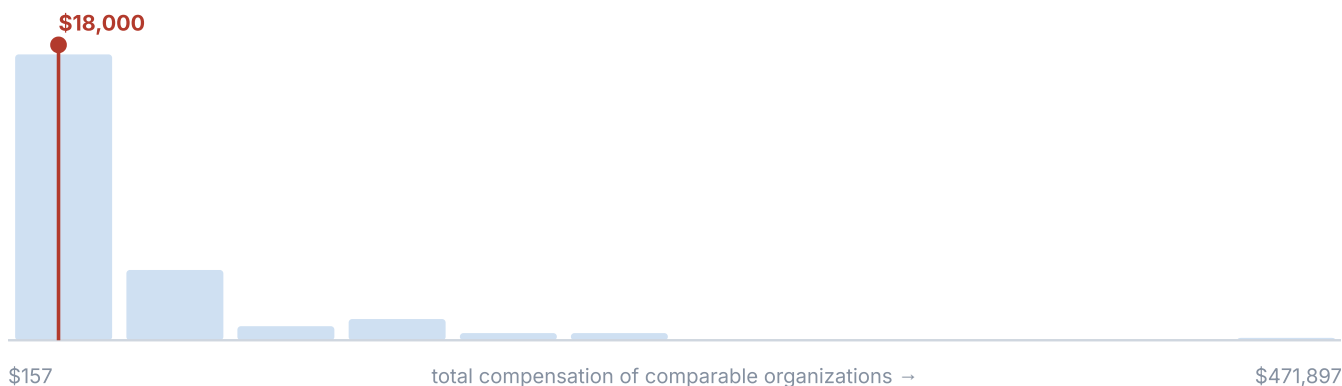 $18,000
$157
total compensation of comparable organizations →
$471,897